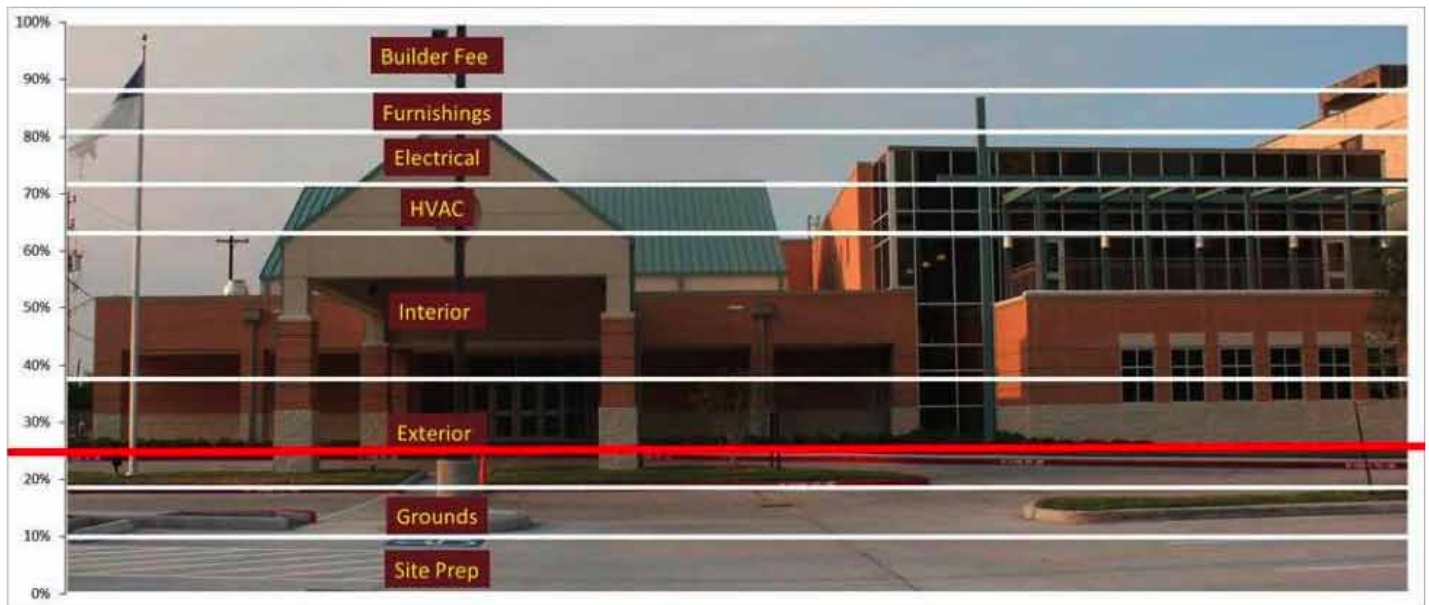 100%
Builder Fee
90%
Furnishings
80%
Electrical
70%
HVAC
60%
50%
Interior
40%
30%
Exterior
20%
Grounds
10%
Site Prep
0%